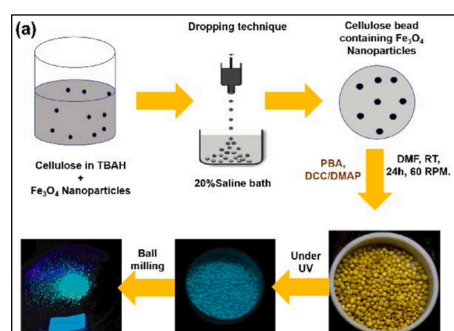 (a)
Dropping technique
Cellulose bead
containing Fe₃O₄
Nanoparticles
Cellulose in TBAH
+
Fe₃O₄ Nanoparticles
20%Saline bath
PBA,
DCC/DMAP
DMF, RT,
24h, 60 RPM.
Ball
milling
Under
UV